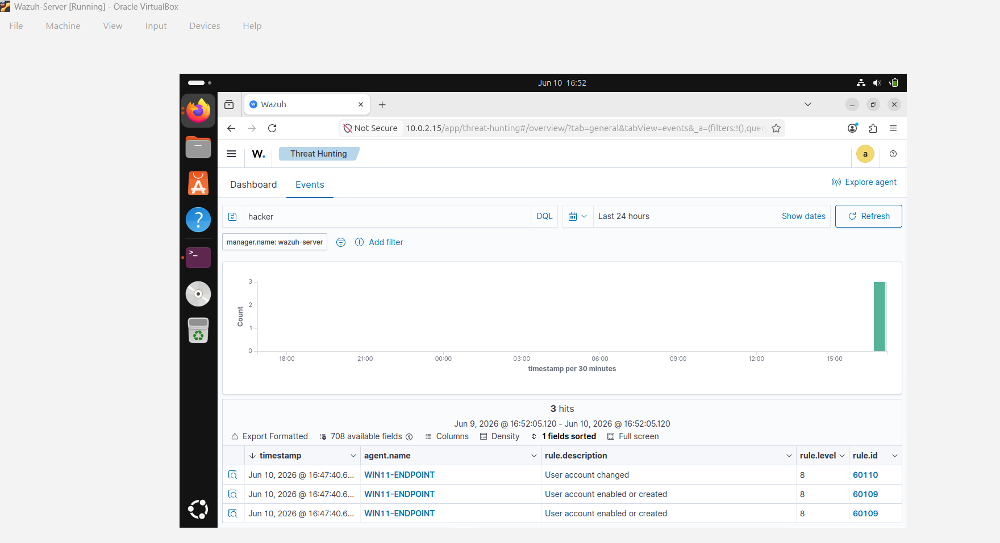 Wazuh-Server [Running] - Oracle VirtualBox
File Machine View Input Devices Help
Jun 10 16:52
Wazuh
Not Secure 10.0.2.15/app/threat-hunting#/overview/?tab=general&tabView=events&_a=(filters:!(),quer
W. Threat Hunting a
Dashboard Events Explore agent
hacker DQL Last 24 hours Show dates Refresh
manager.name: wazuh-server Add filter
3
2
1
0
Count
18:00 21:00 00:00 03:00 06:00 09:00 12:00 15:00
timestamp per 30 minutes
3 hits
Jun 9, 2026 @ 16:52:05.120 - Jun 10, 2026 @ 16:52:05.120
Export Formatted 708 available fields Columns Density 1 fields sorted Full screen
timestamp agent.name rule.description rule.level rule.id
Jun 10, 2026 @ 16:47:40.6... WIN11-ENDPOINT User account changed 8 60110
Jun 10, 2026 @ 16:47:40.6... WIN11-ENDPOINT User account enabled or created 8 60109
Jun 10, 2026 @ 16:47:40.6... WIN11-ENDPOINT User account enabled or created 8 60109